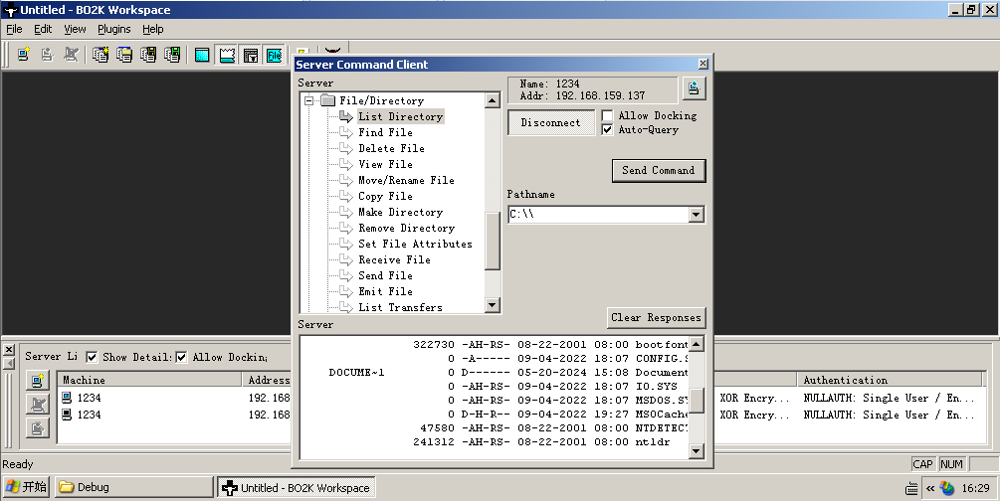 Untitled - BO2K Workspace
File Edit View Plugins Help
Server Command Client
Server
File/Directory
List Directory
Find File
Delete File
View File
Move/Rename File
Copy File
Make Directory
Remove Directory
Set File Attributes
Receive File
Send File
Emit File
List Transfers
Name: 1234
Addr: 192.168.159.137
Disconnect
Allow Docking
Auto-Query
Send Command
Pathname
C:\\
Clear Responses
Server
322730 -AH-RS- 08-22-2001 08:00 bootfont
0 -A----- 09-04-2022 18:07 CONFIG.S
DOCUME~1 0 D------ 05-20-2024 15:08 Document
0 -AH-RS- 09-04-2022 18:07 IO.SYS
0 -AH-RS- 09-04-2022 18:07 MSDOS.SY
0 D-H-R-- 09-04-2022 19:27 MSOCache
47580 -AH-RS- 08-22-2001 08:00 NTDETECT
241312 -AH-RS- 08-22-2001 08:00 ntldr
Server Li Show Detail: Allow Dockin;
Machine Address Authentication
1234 192.168 XOR Encry... NULLAUTH: Single User / En...
1234 192.168 XOR Encry... NULLAUTH: Single User / En...
Ready CAP NUM
开始 Debug Untitled - BO2K Workspace 16:29